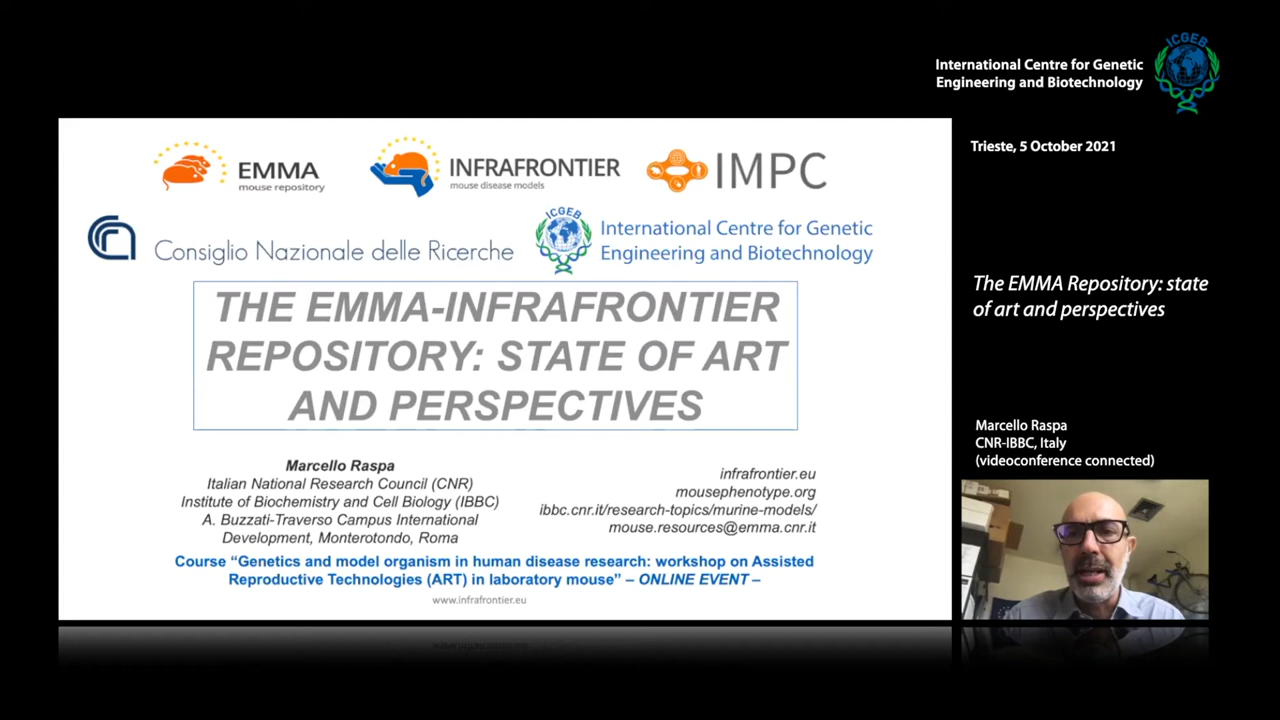 International Centre for Genetic
Engineering and Biotechnology
ICGEB
Trieste, 5 October 2021
EMMA
mouse repository
INFRAFRONTIER
mouse disease models
IMPC
Consiglio Nazionale delle Ricerche
ICGEB
International Centre for Genetic
Engineering and Biotechnology
THE EMMA-INFRAFRONTIER
REPOSITORY: STATE OF ART
AND PERSPECTIVES
Marcello Raspa
Italian National Research Council (CNR)
Institute of Biochemistry and Cell Biology (IBBC)
A. Buzzati-Traverso Campus International
Development, Monterotondo, Roma
infrafrontier.eu
mousephenotype.org
ibbc.cnr.it/research-topics/murine-models/
mouse.resources@emma.cnr.it
Course “Genetics and model organism in human disease research: workshop on Assisted
Reproductive Technologies (ART) in laboratory mouse” – ONLINE EVENT –
www.infrafrontier.eu
The EMMA Repository: state
of art and perspectives
Marcello Raspa
CNR-IBBC, Italy
(videoconference connected)